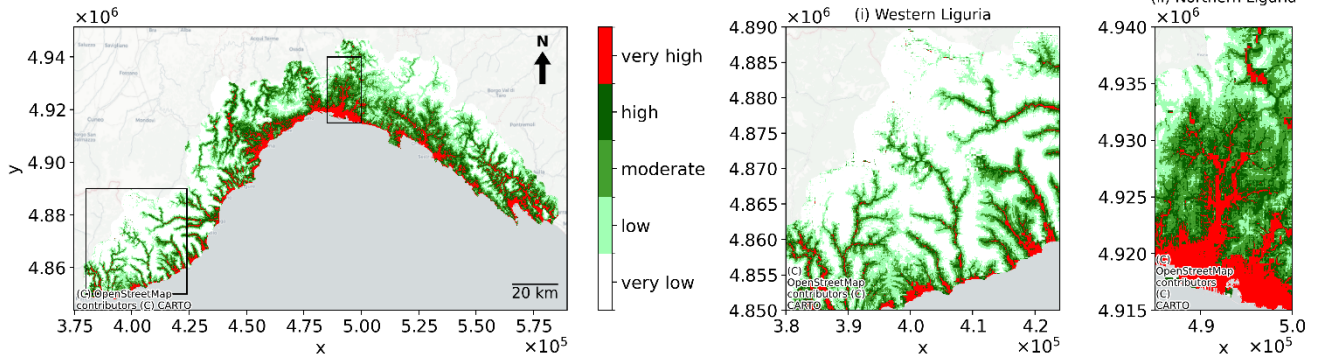 ×10⁶
4.94
4.92
4.90
4.88
4.86
y
N
20 km
(C) OpenStreetMap
contributors (C) CARTO
3.75 4.00 4.25 4.50 4.75 5.00 5.25 5.50 5.75
x
×10⁵
very high
high
moderate
low
very low
×10⁶
(i) Western Liguria
4.890
4.885
4.880
4.875
4.870
4.865
4.860
4.855
4.850
(C)
OpenStreetMap
contributors (C)
CARTO
3.8 3.9 4.0 4.1 4.2
x
×10⁵
×10⁶
Northern Liguria
4.940
4.935
4.930
4.925
4.920
4.915
(C)
OpenStreetMap
contributors
(C)
CARTO
4.9 5.0
x
×10⁵